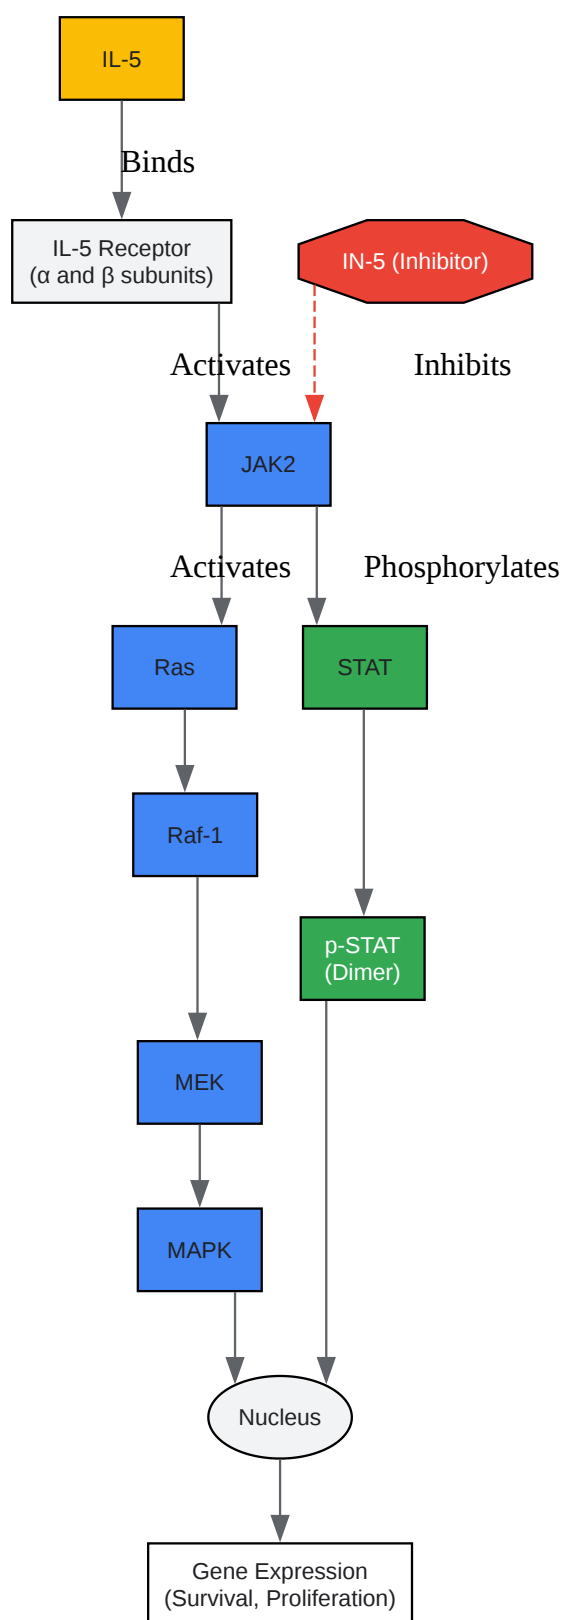 IL-5
Binds
IL-5 Receptor
(α and β subunits)
IN-5 (Inhibitor)
Activates
Inhibits
JAK2
Activates
Phosphorylates
Ras
STAT
Raf-1
p-STAT
(Dimer)
MEK
MAPK
Nucleus
Gene Expression
(Survival, Proliferation)